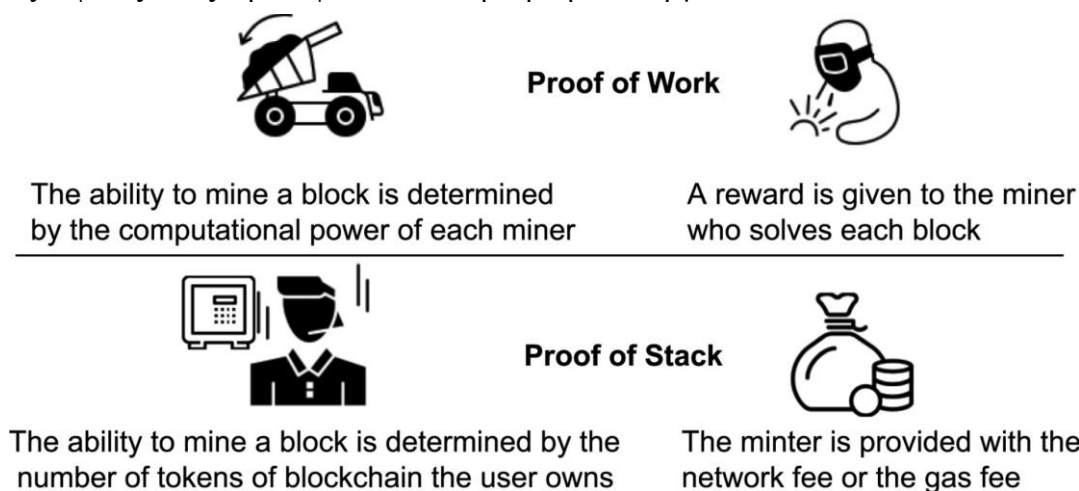 Proof of Work
The ability to mine a block is determined
by the computational power of each miner
A reward is given to the miner
who solves each block
Proof of Stack
The ability to mine a block is determined by the
number of tokens of blockchain the user owns
The minter is provided with the
network fee or the gas fee